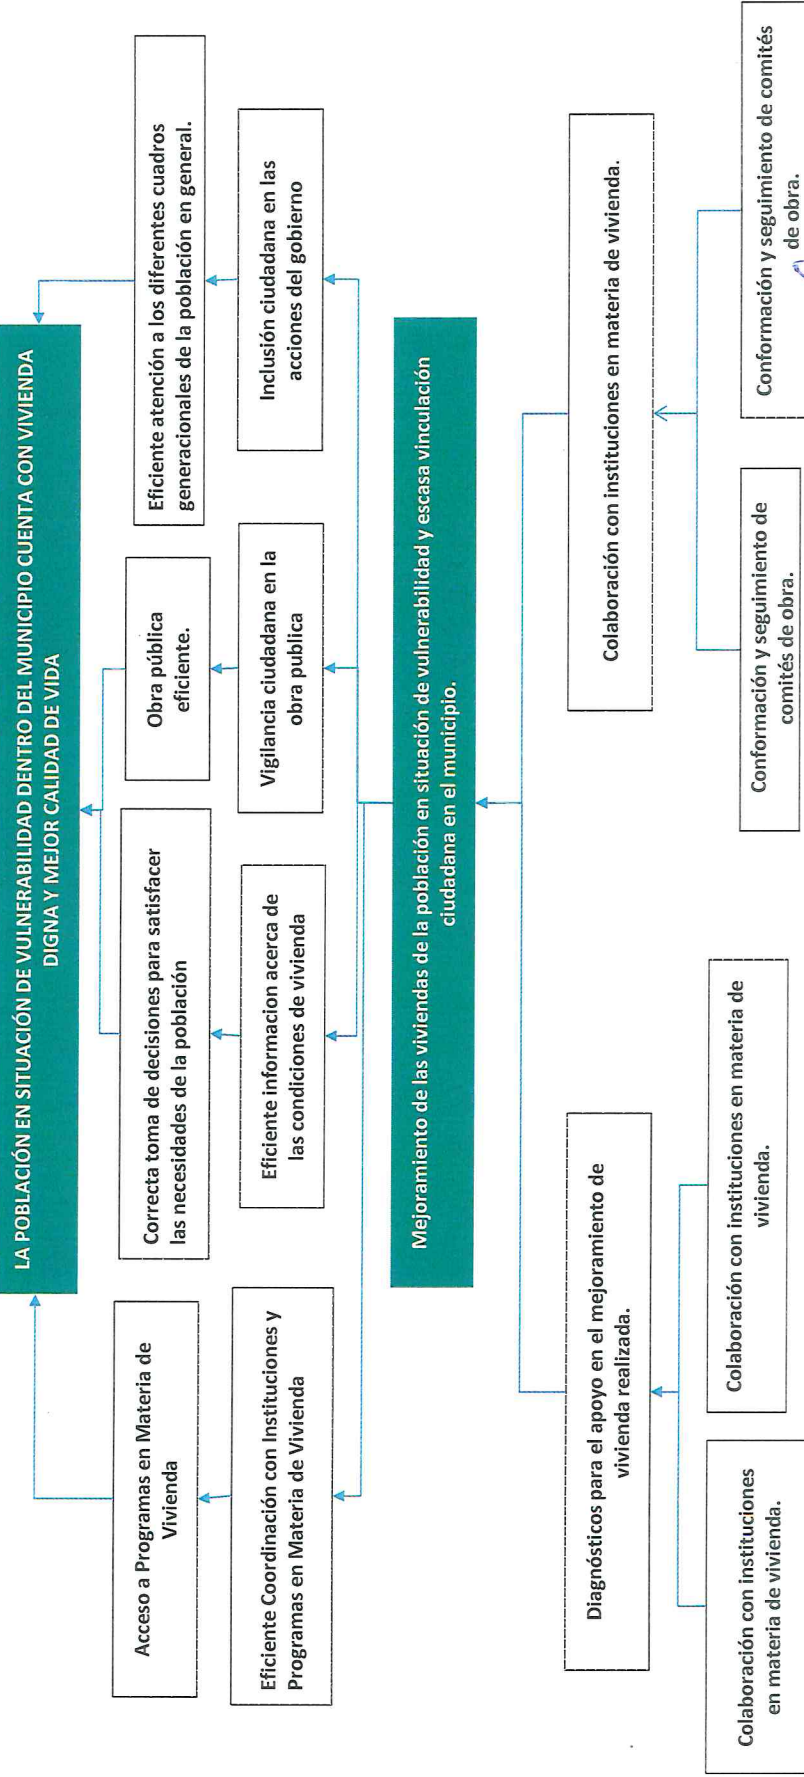 LA POBLACIÓN EN SITUACIÓN DE VULNERABILIDAD DENTRO DEL MUNICIPIO CUENTA CON VIVIENDA
DIGNA Y MEJOR CALIDAD DE VIDA
Acceso a Programas en Materia de
Vivienda
Correcta toma de decisiones para satisfacer
las necesidades de la población
Obra pública
eficiente.
Eficiente atención a los diferentes cuadros
generacionales de la población en general.
Eficiente Coordinación con Instituciones y
Programas en Materia de Vivienda
Eficiente informacion acerca de
las condiciones de vivienda
Vigilancia ciudadana en la
obra publica
Inclusión ciudadana en las
acciones del gobierno
Mejoramiento de las viviendas de la población en situación de vulnerabilidad y escasa vinculación
ciudadana en el municipio.
Diagnósticos para el apoyo en el mejoramiento de
vivienda realizada.
Colaboración con instituciones en materia de vivienda.
Colaboración con instituciones
en materia de vivienda.
Colaboración con instituciones en materia de
vivienda.
Conformación y seguimiento de
comités de obra.
Conformación y seguimiento de comités
de obra.